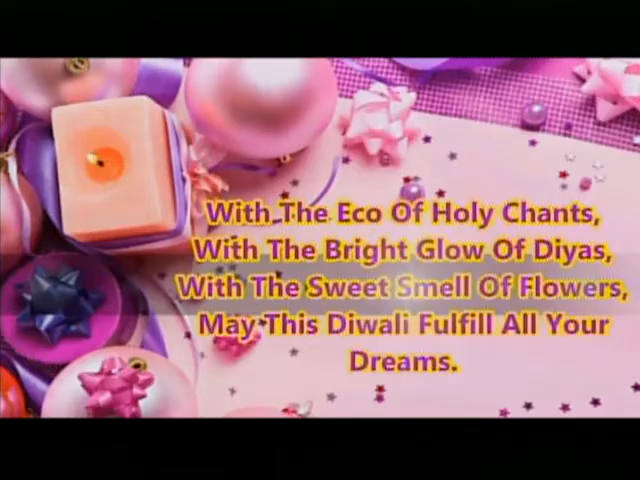 With The Eco Of Holy Chants,
With The Bright Glow Of Diyas,
With The Sweet Smell Of Flowers,
May This Diwali Fulfill All Your
Dreams.